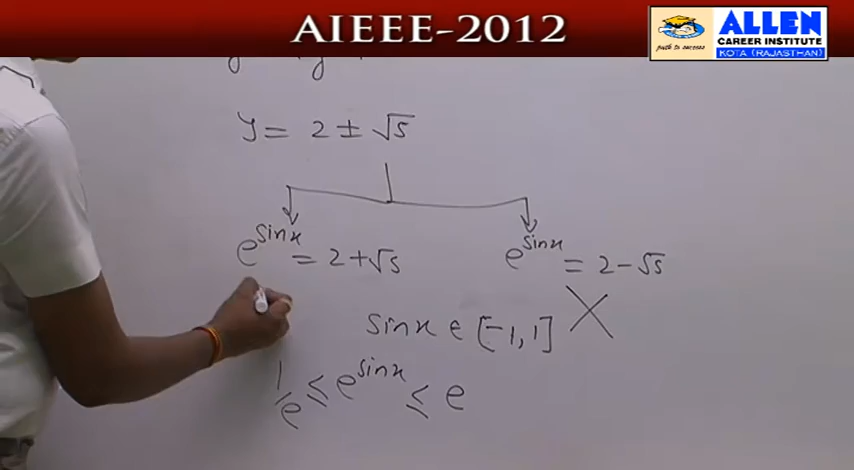 AIEEE-2012
ALLEN
CAREER INSTITUTE
KOTA (RAJASTHAN)
path to success
y = 2 ± √5
e^sinx = 2+√5
e^sinx = 2-√5
sinx ∈ [-1, 1]
1/e ≤ e^sinx ≤ e